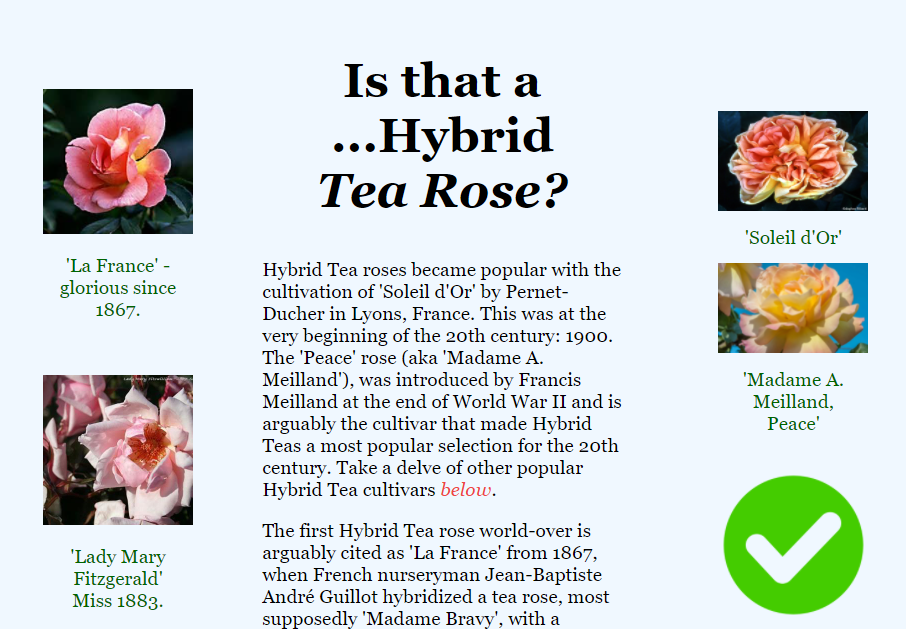 Is that a
...Hybrid
Tea Rose?
'La France' -
glorious since
1867.
'Lady Mary
Fitzgerald'
Miss 1883.
Hybrid Tea roses became popular with the
cultivation of 'Soleil d'Or' by Pernet-
Ducher in Lyons, France. This was at the
very beginning of the 20th century: 1900.
The 'Peace' rose (aka 'Madame A.
Meilland'), was introduced by Francis
Meilland at the end of World War II and is
arguably the cultivar that made Hybrid
Teas a most popular selection for the 20th
century. Take a delve of other popular
Hybrid Tea cultivars below.
The first Hybrid Tea rose world-over is
arguably cited as 'La France' from 1867,
when French nurseryman Jean-Baptiste
André Guillot hybridized a tea rose, most
supposedly 'Madame Bravy', with a
'Soleil d'Or'
'Madame A.
Meilland,
Peace'